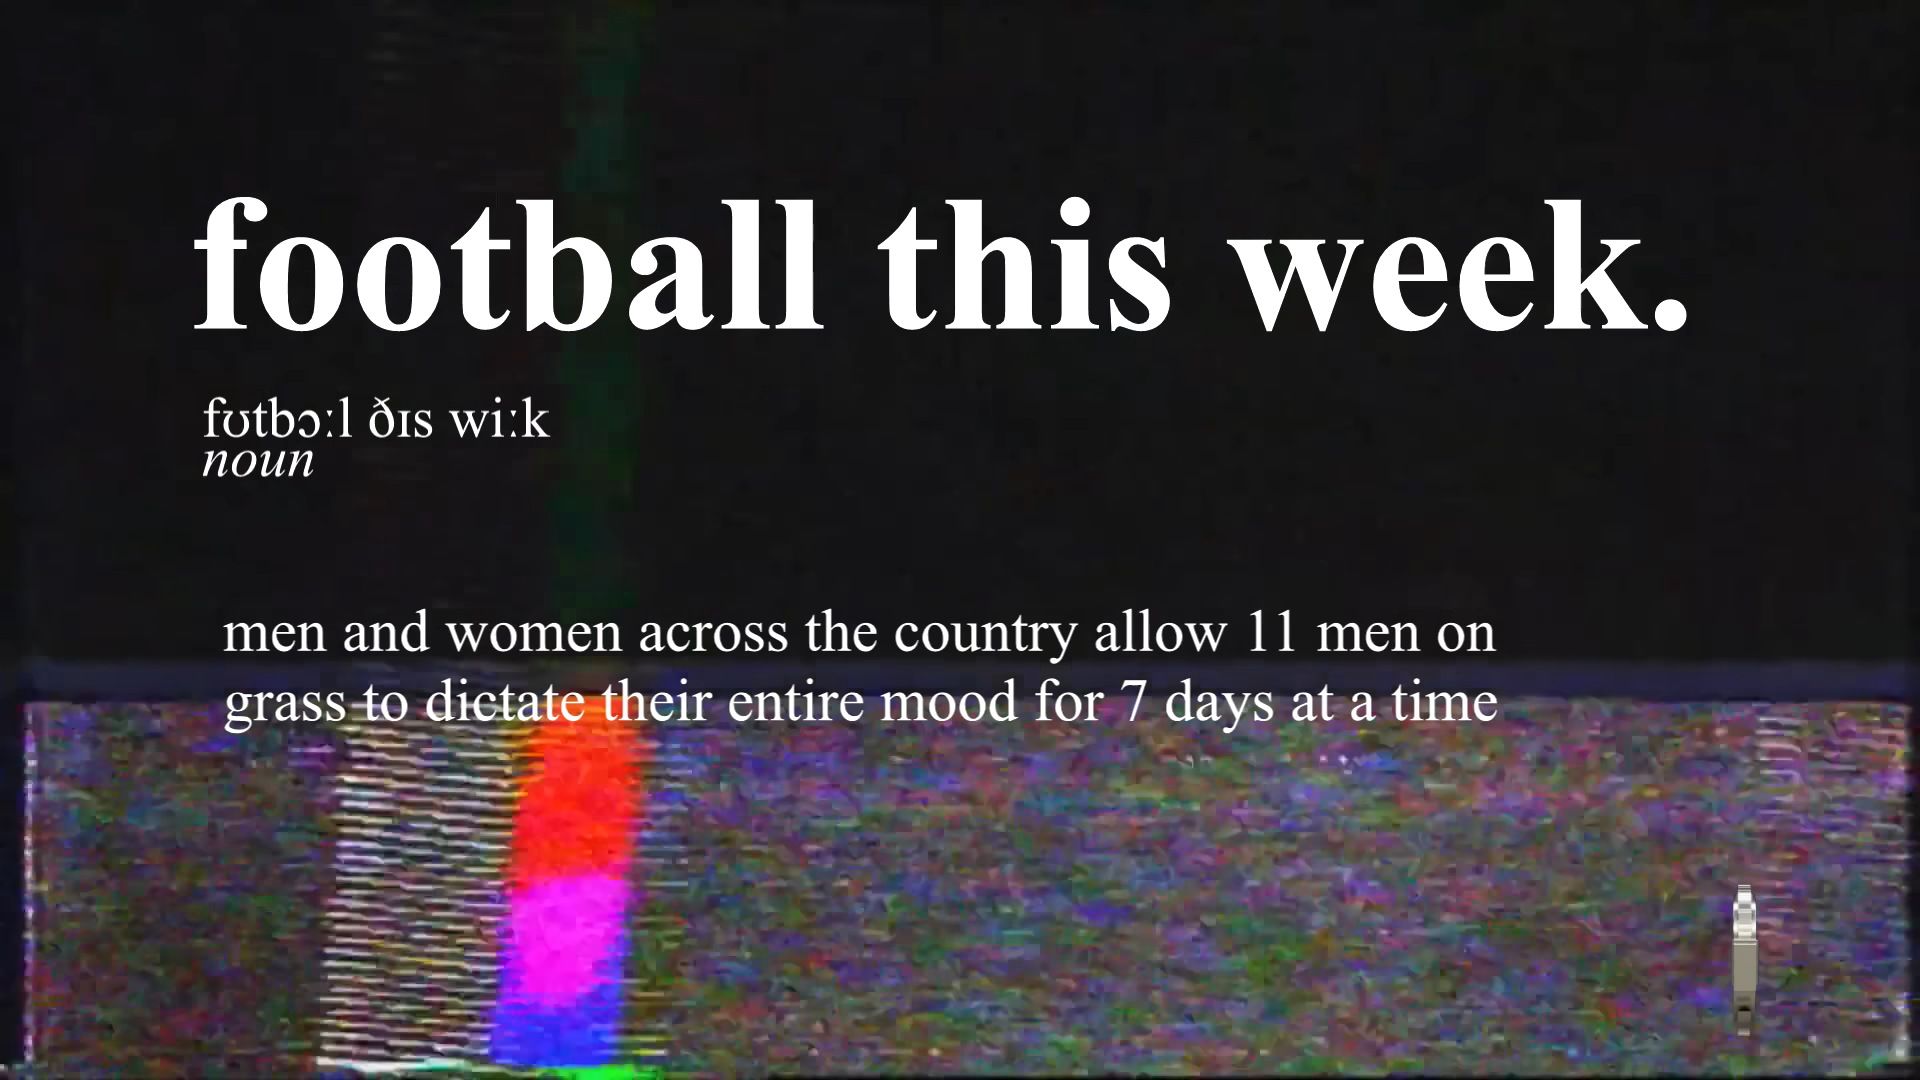 football this week.
fʊtbɔːl ðɪs wiːk
noun
men and women across the country allow 11 men on
grass to dictate their entire mood for 7 days at a time